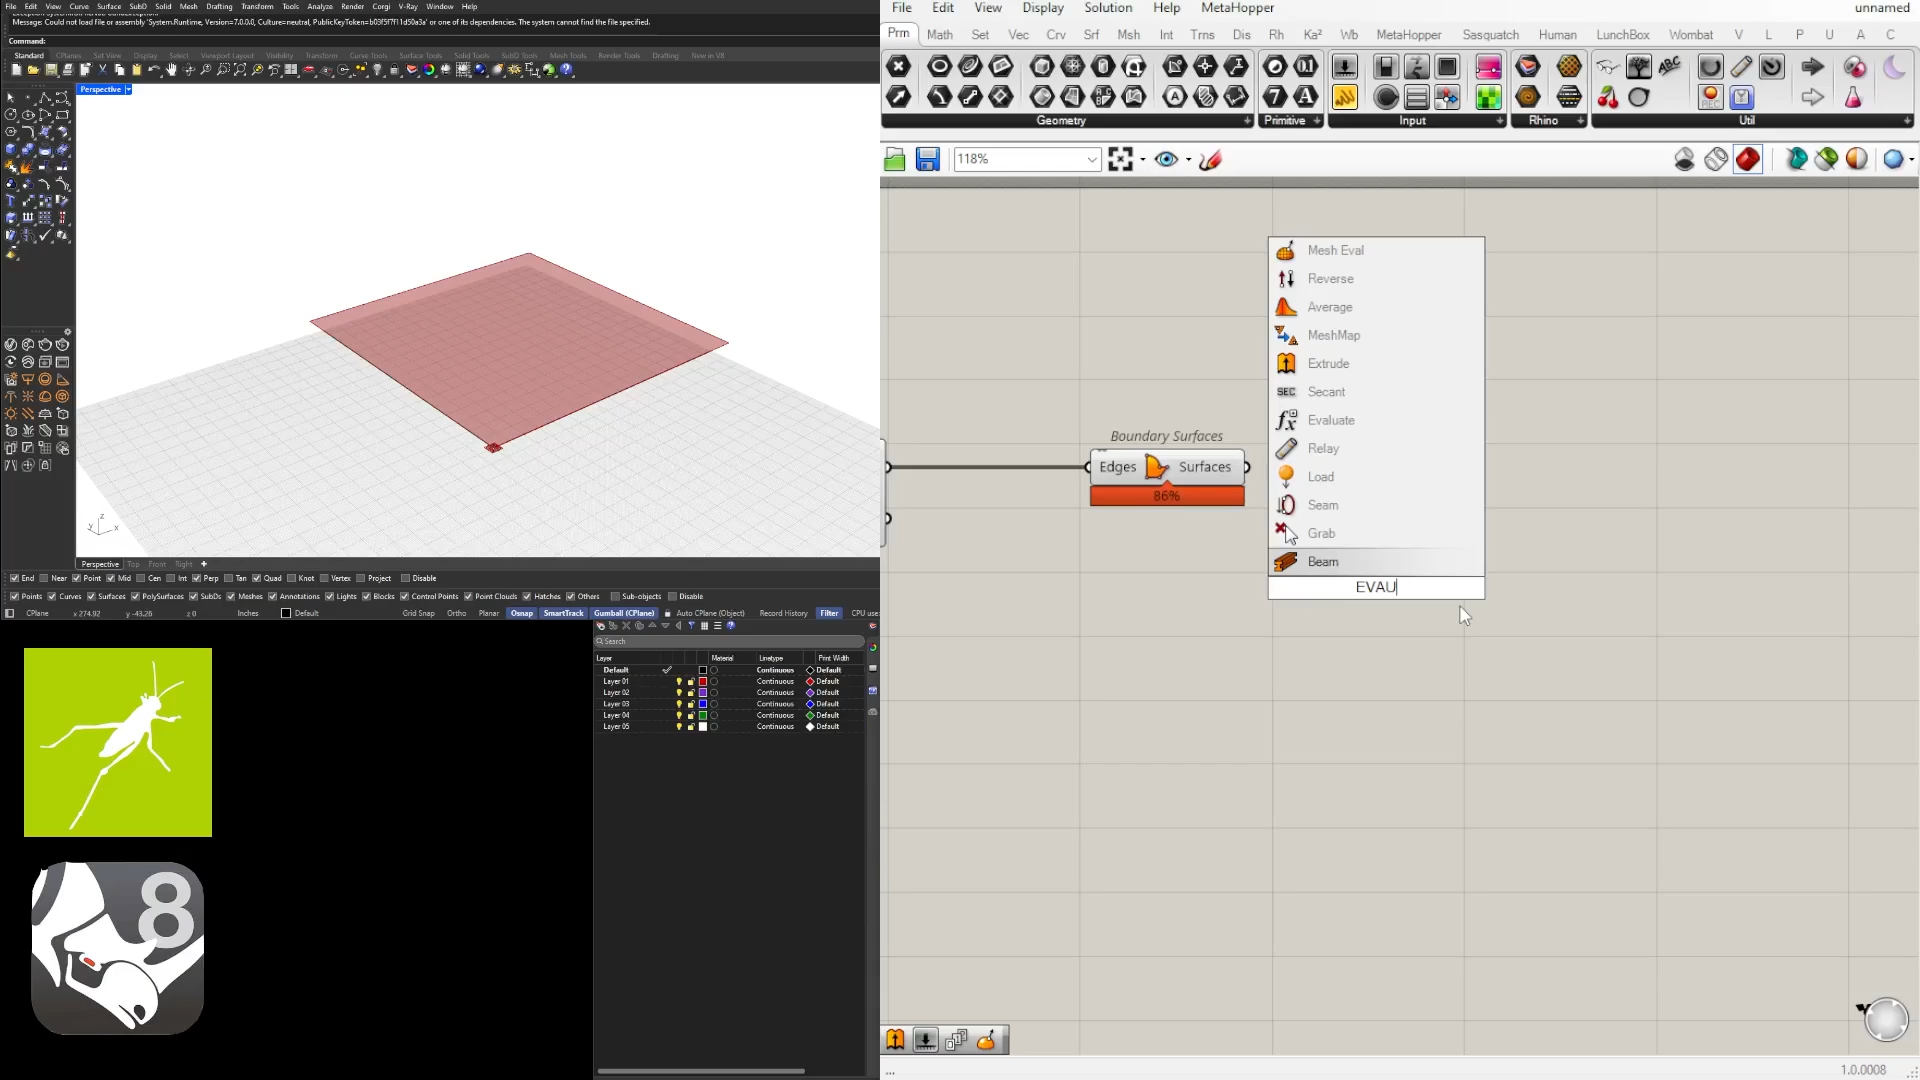 File Edit View Curve Surface SubD Solid Mesh Drafting Transform Tools Analyze Render Corgi V-Ray Window Help
Message: Could not load file or assembly 'System.Runtime, Version=7.0.0.0, Culture=neutral, PublicKeyToken=b03f5f7f11d50a3a' or one of its dependencies. The system cannot find the file specified.
Command:
Standard CPlanes Set View Display Select Viewport Layout Visibility Transform Curve Tools Surface Tools Solid Tools SubD Tools Mesh Tools Render Tools Drafting New in V8
Perspective
z
y x
Perspective Top Front Right
End Near Point Mid Cen Int Perp Tan Quad Knot Vertex Project Disable
Points Curves Surfaces PolySurfaces SubDs Meshes Annotations Lights Blocks Control Points Point Clouds Hatches Others Sub-objects Disable
CPlane x 274.92 y -43.26 z 0 Inches Default Grid Snap Ortho Planar Osnap SmartTrack Gumball (CPlane) Auto CPlane (Object) Record History Filter CPU use:
Search
Layer Material Linetype Print Width
Default Continuous Default
Layer 01 Continuous Default
Layer 02 Continuous Default
Layer 03 Continuous Default
Layer 04 Continuous Default
Layer 05 Continuous Default
8
File Edit View Display Solution Help MetaHopper unnamed
Prm Math Set Vec Crv Srf Msh Int Trns Dis Rh Ka² Wb MetaHopper Sasquatch Human LunchBox Wombat V L P U A C
Geometry Primitive Input Rhino Util
118%
Mesh Eval
Reverse
Average
MeshMap
Extrude
SEC Secant
Evaluate
Relay
Load
Seam
Grab
Beam
EVAU
Boundary Surfaces
Edges Surfaces
86%
... 1.0.0008